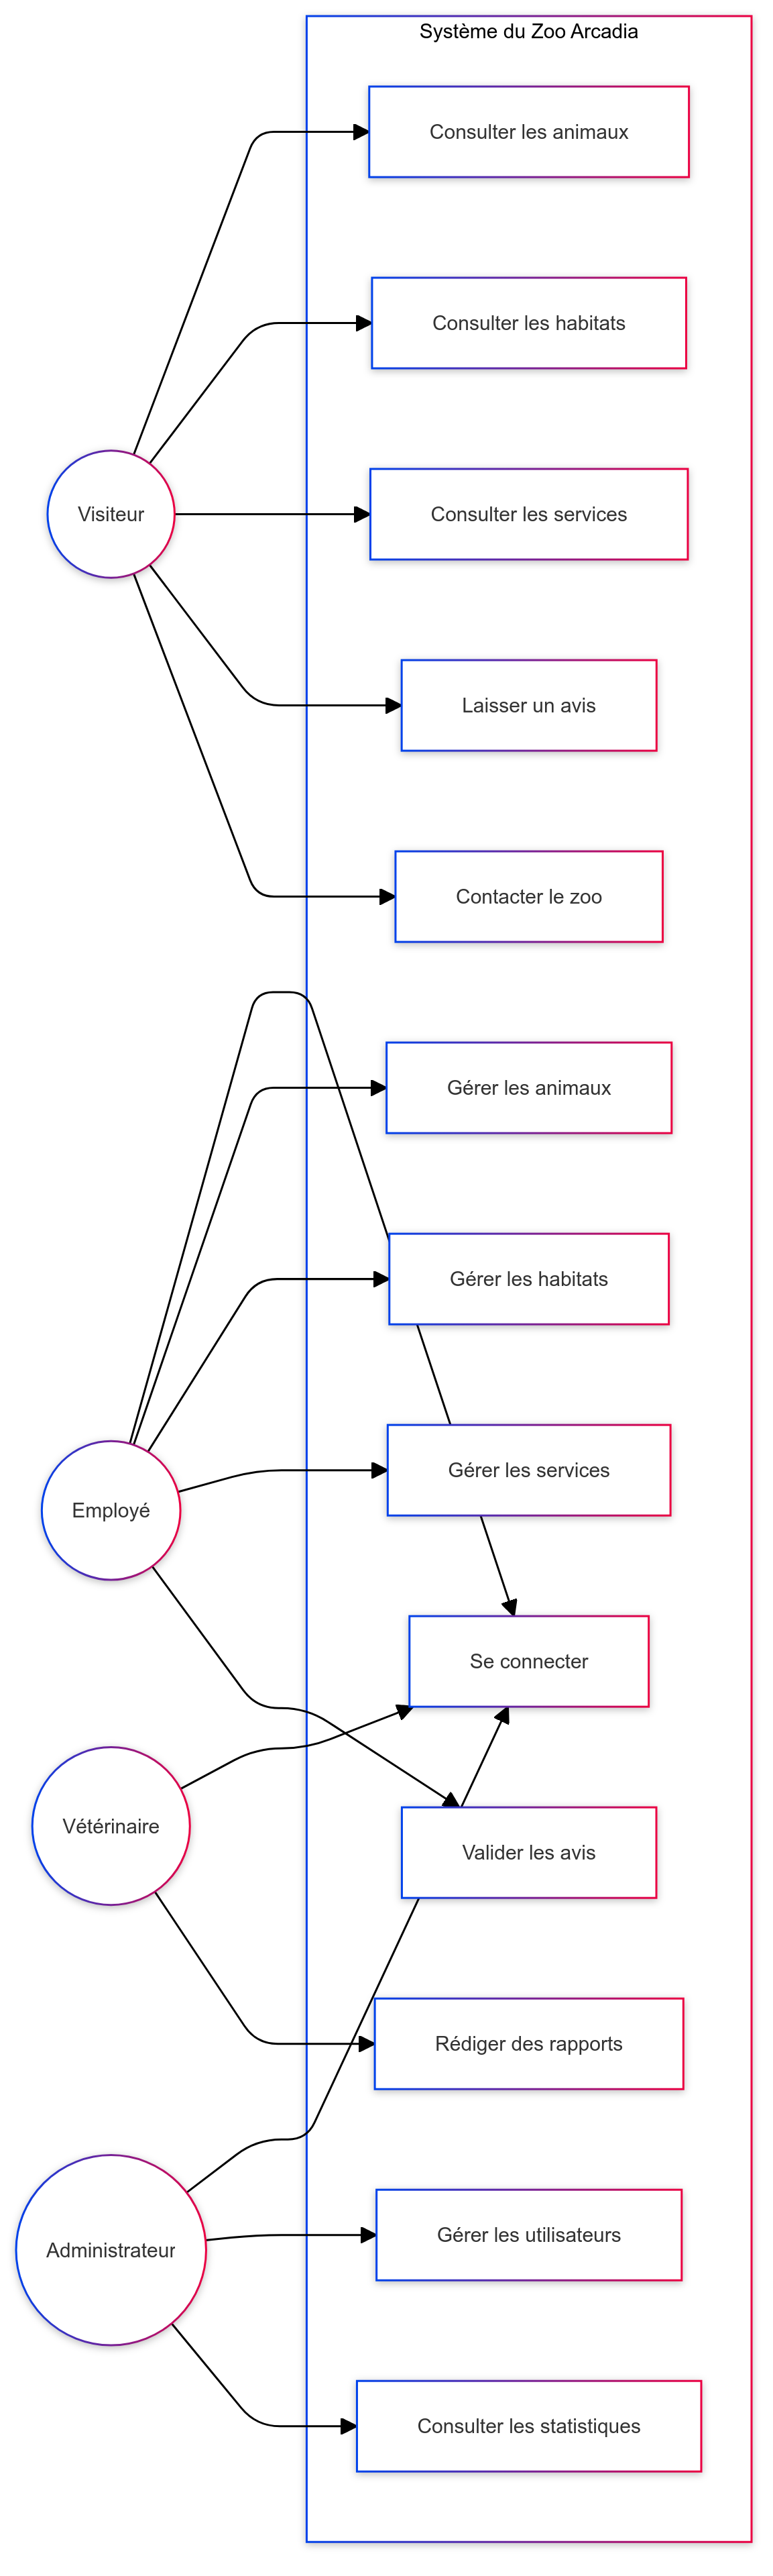 Système du Zoo Arcadia
Consulter les animaux
Consulter les habitats
Visiteur
Consulter les services
Laisser un avis
Contacter le zoo
Gérer les animaux
Gérer les habitats
Gérer les services
Employé
Se connecter
Vétérinaire
Valider les avis
Rédiger des rapports
Gérer les utilisateurs
Administrateur
Consulter les statistiques